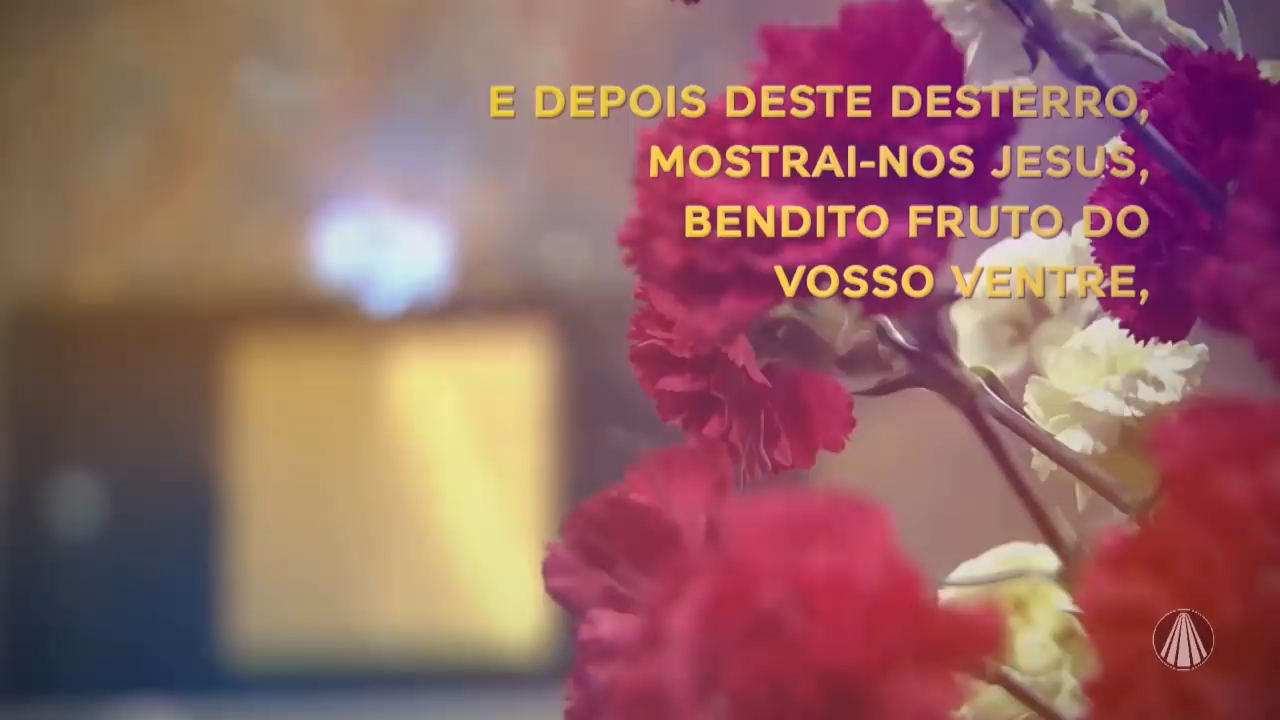 E DEPOIS DESTE DESTERRO,
MOSTRAI-NOS JESUS,
BENDITO FRUTO DO
VOSSO VENTRE,